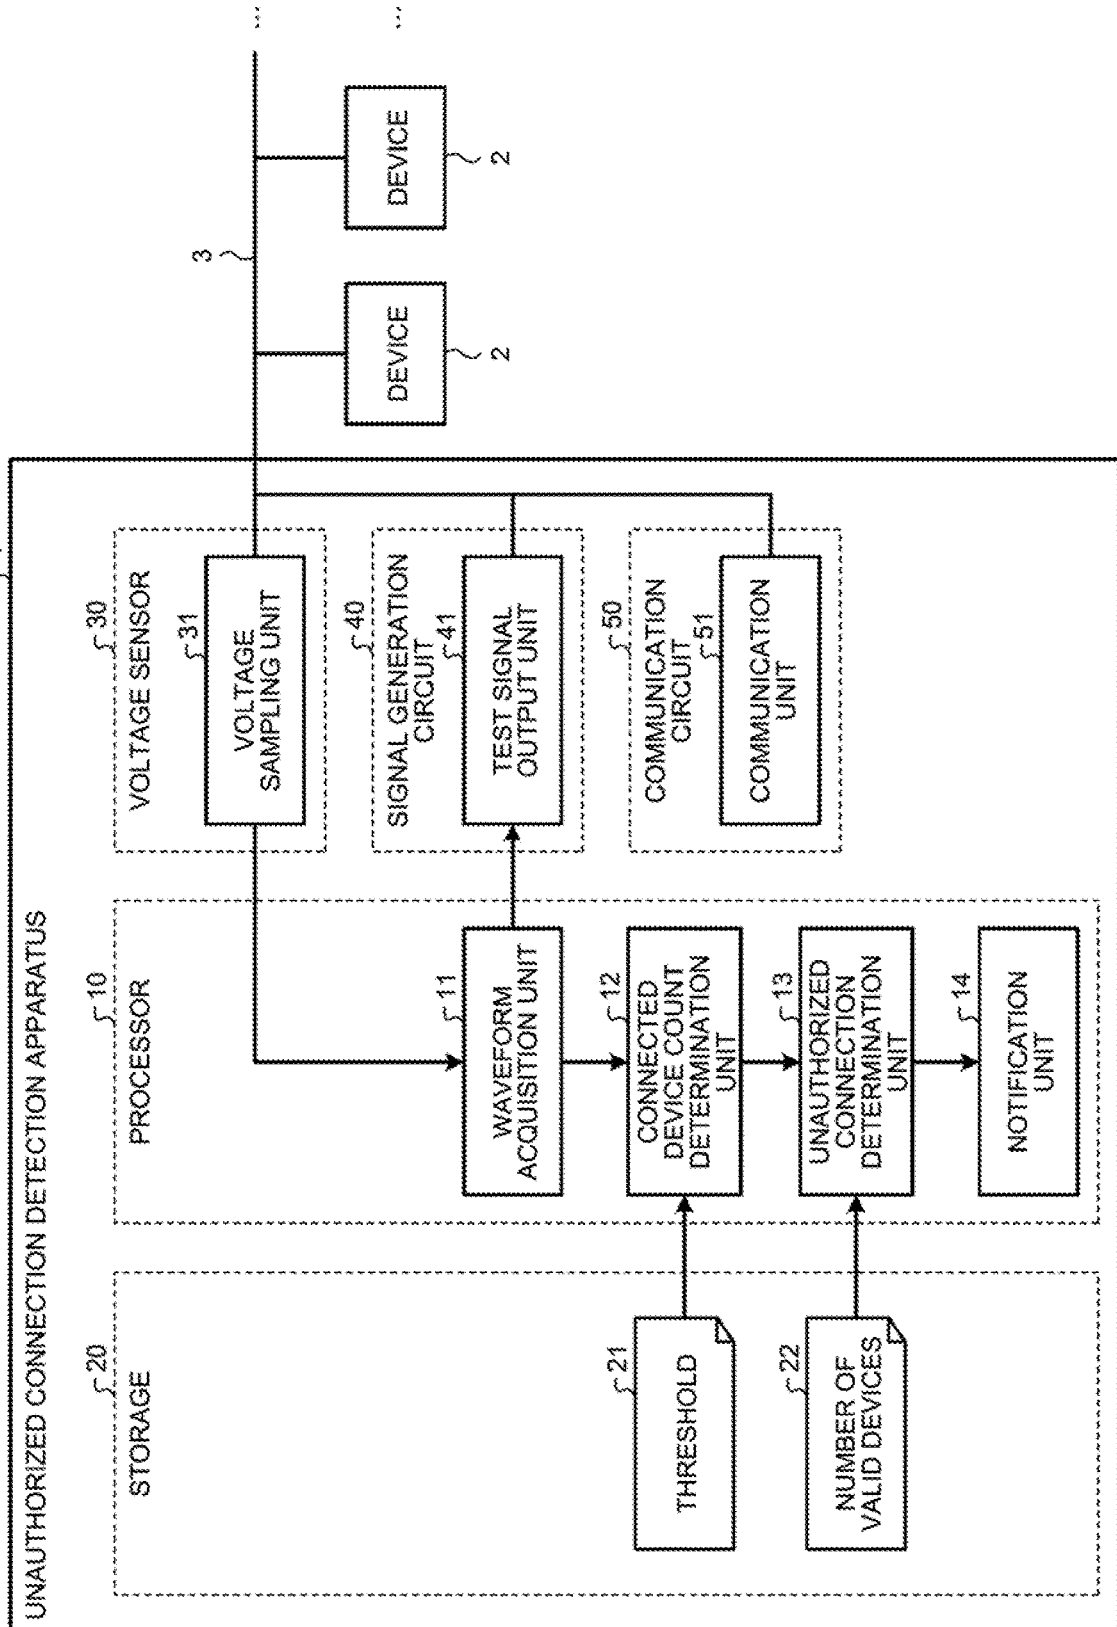 UNAUTHORIZED CONNECTION DETECTION APPARATUS
20
STORAGE
21
THRESHOLD
22
NUMBER OF
VALID DEVICES
10
PROCESSOR
11
WAVEFORM
ACQUISITION UNIT
12
CONNECTED
DEVICE COUNT
DETERMINATION
UNIT
13
UNAUTHORIZED
CONNECTION
DETERMINATION
UNIT
14
NOTIFICATION
UNIT
30
VOLTAGE SENSOR
31
VOLTAGE
SAMPLING UNIT
40
SIGNAL GENERATION
CIRCUIT
41
TEST SIGNAL
OUTPUT UNIT
50
COMMUNICATION
CIRCUIT
51
COMMUNICATION
UNIT
3
DEVICE
2
DEVICE
2
...
...